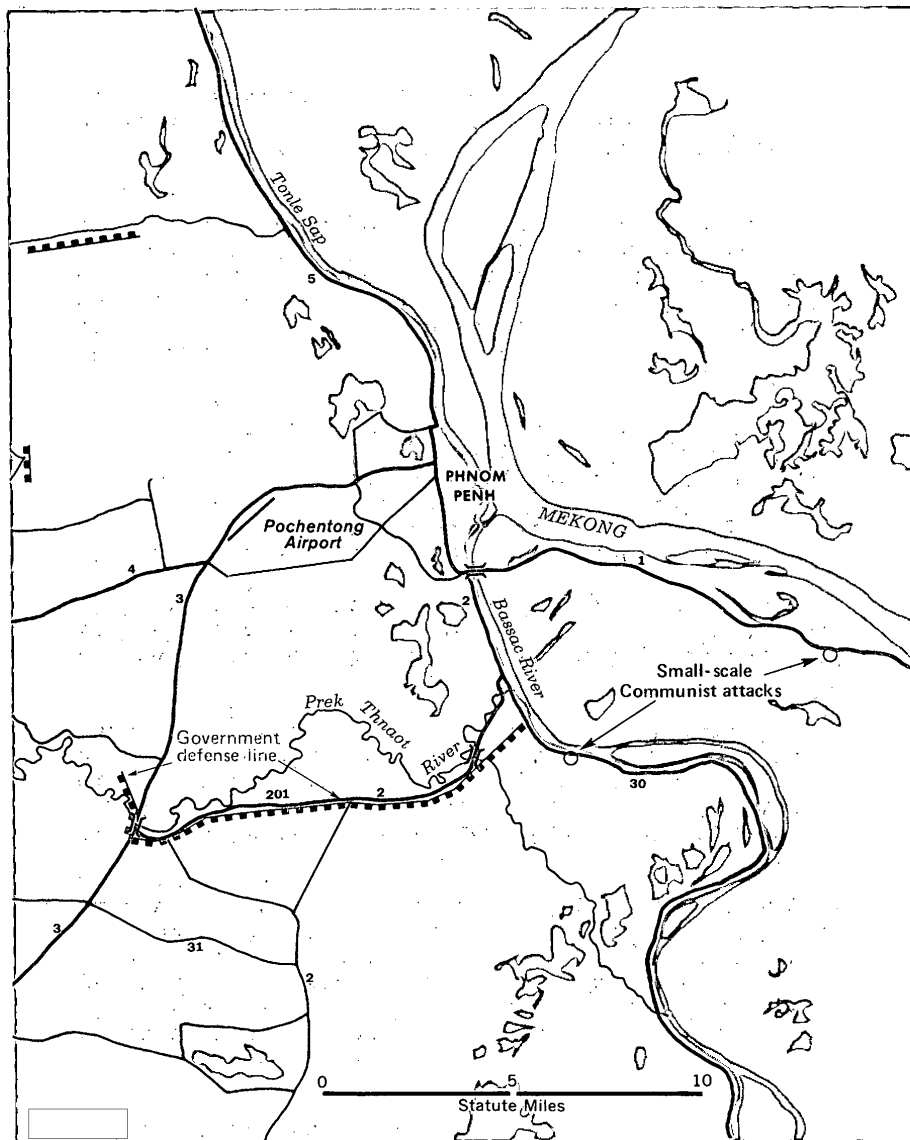 Tonle Sap
5
PHNOM
PENH
MEKONG
Pochentong
Airport
1
4
3
2
Bassac River
Small-scale
Communist attacks
Prek Thnaot River
Government
defense line
201
2
30
3
31
2
0 5 10
Statute Miles